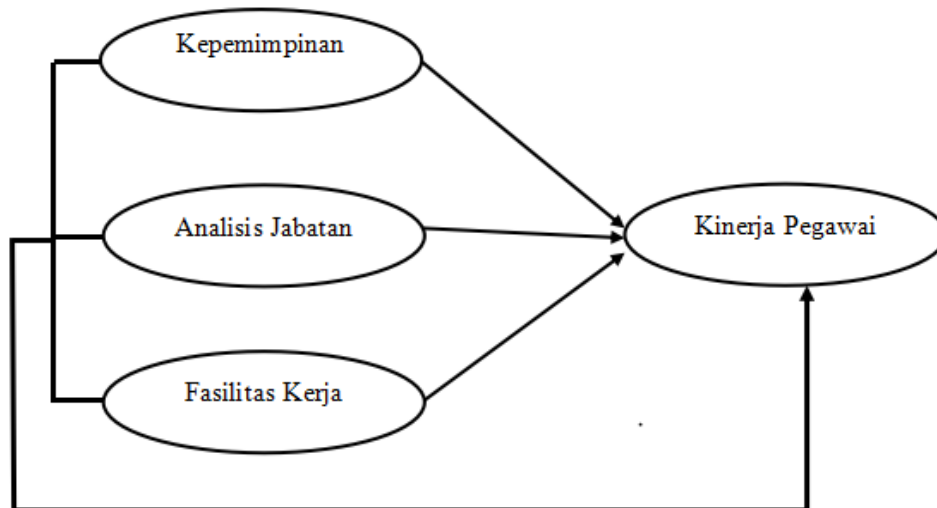 Kepemimpinan
Analisis Jabatan
Kinerja Pegawai
Fasilitas Kerja